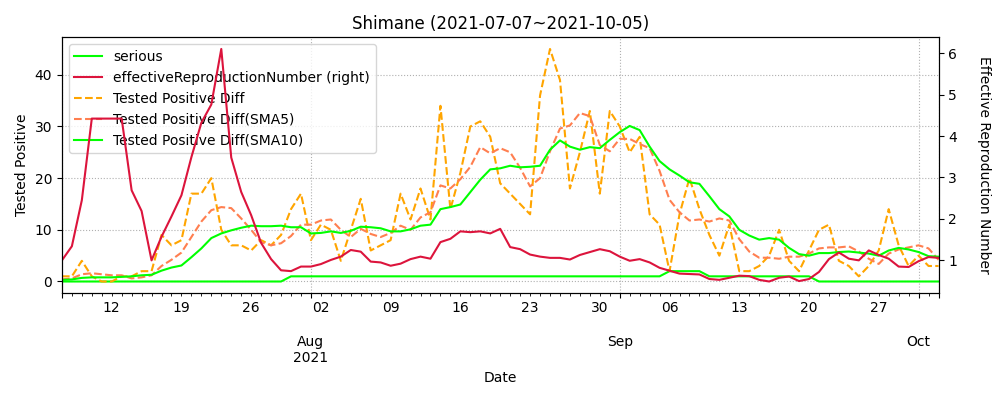 Shimane (2021-07-07~2021-10-05)
serious
effectiveReproductionNumber (right)
Tested Positive Diff
Tested Positive Diff(SMA5)
Tested Positive Diff(SMA10)
Tested Positive
40
30
20
10
0
6
5
4
3
2
1
Effective Reproduction Number
12 19 26 02 09 16 23 30 06 13 20 27
Aug Sep Oct
2021
Date